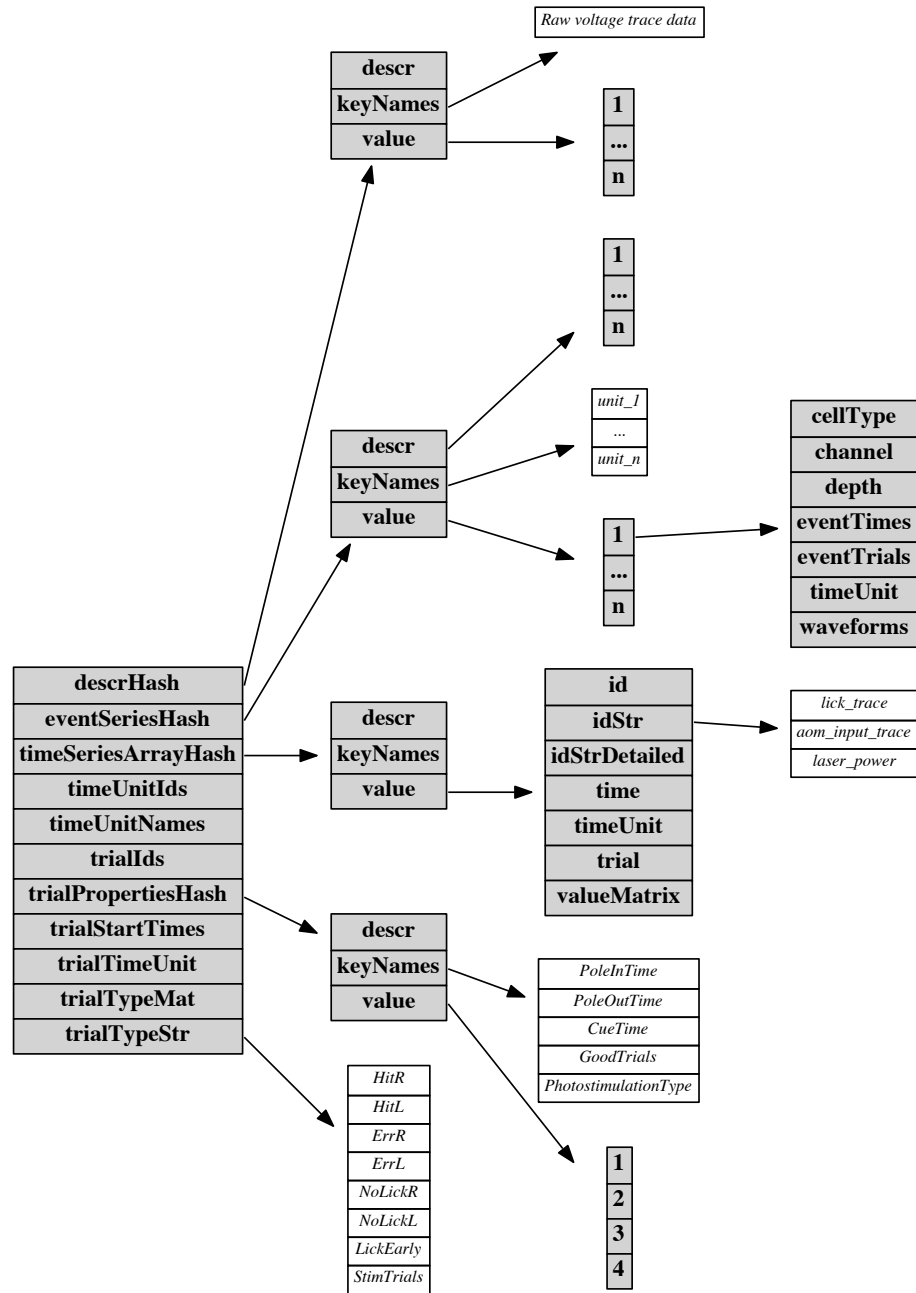 Raw voltage trace data
descr
keyNames
value
1
...
n
1
...
n
unit_1
...
unit_n
descr
keyNames
value
1
...
n
cellType
channel
depth
eventTimes
eventTrials
timeUnit
waveforms
descrHash
eventSeriesHash
timeSeriesArrayHash
timeUnitIds
timeUnitNames
trialIds
trialPropertiesHash
trialStartTimes
trialTimeUnit
trialTypeMat
trialTypeStr
descr
keyNames
value
id
idStr
idStrDetailed
time
timeUnit
trial
valueMatrix
lick_trace
aom_input_trace
laser_power
descr
keyNames
value
PoleInTime
PoleOutTime
CueTime
GoodTrials
PhotostimulationType
HitR
HitL
ErrR
ErrL
NoLickR
NoLickL
LickEarly
StimTrials
1
2
3
4